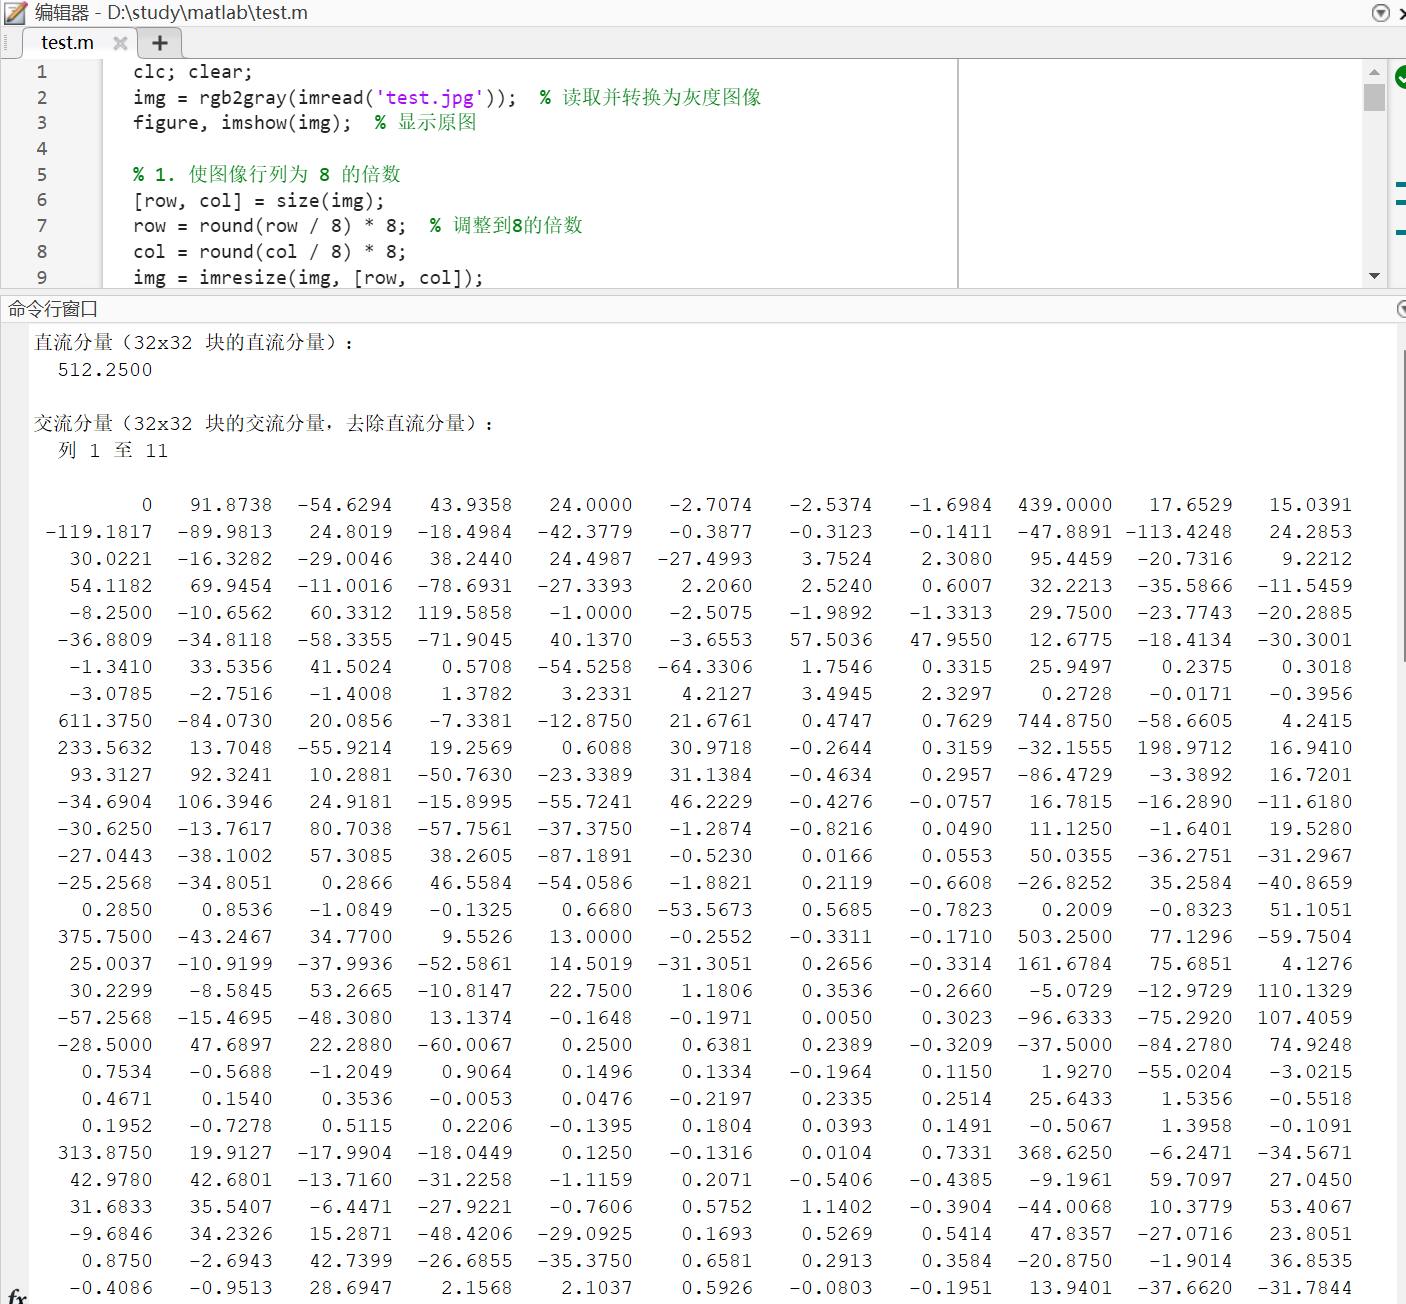 编辑器 - D:\study\matlab\test.m
test.m
1 clc; clear;
2 img = rgb2gray(imread('test.jpg')); % 读取并转换为灰度图像
3 figure, imshow(img); % 显示原图
4
5 % 1. 使图像行列为 8 的倍数
6 [row, col] = size(img);
7 row = round(row / 8) * 8; % 调整到8的倍数
8 col = round(col / 8) * 8;
9 img = imresize(img, [row, col]);
命令行窗口
直流分量（32x32 块的直流分量）：
512.2500
交流分量（32x32 块的交流分量，去除直流分量）：
列 1 至 11
0 91.8738 -54.6294 43.9358 24.0000 -2.7074 -2.5374 -1.6984 439.0000 17.6529 15.0391
-119.1817 -89.9813 24.8019 -18.4984 -42.3779 -0.3877 -0.3123 -0.1411 -47.8891 -113.4248 24.2853
30.0221 -16.3282 -29.0046 38.2440 24.4987 -27.4993 3.7524 2.3080 95.4459 -20.7316 9.2212
54.1182 69.9454 -11.0016 -78.6931 -27.3393 2.2060 2.5240 0.6007 32.2213 -35.5866 -11.5459
-8.2500 -10.6562 60.3312 119.5858 -1.0000 -2.5075 -1.9892 -1.3313 29.7500 -23.7743 -20.2885
-36.8809 -34.8118 -58.3355 -71.9045 40.1370 -3.6553 57.5036 47.9550 12.6775 -18.4134 -30.3001
-1.3410 33.5356 41.5024 0.5708 -54.5258 -64.3306 1.7546 0.3315 25.9497 0.2375 0.3018
-3.0785 -2.7516 -1.4008 1.3782 3.2331 4.2127 3.4945 2.3297 0.2728 -0.0171 -0.3956
611.3750 -84.0730 20.0856 -7.3381 -12.8750 21.6761 0.4747 0.7629 744.8750 -58.6605 4.2415
233.5632 13.7048 -55.9214 19.2569 0.6088 30.9718 -0.2644 0.3159 -32.1555 198.9712 16.9410
93.3127 92.3241 10.2881 -50.7630 -23.3389 31.1384 -0.4634 0.2957 -86.4729 -3.3892 16.7201
-34.6904 106.3946 24.9181 -15.8995 -55.7241 46.2229 -0.4276 -0.0757 16.7815 -16.2890 -11.6180
-30.6250 -13.7617 80.7038 -57.7561 -37.3750 -1.2874 -0.8216 0.0490 11.1250 -1.6401 19.5280
-27.0443 -38.1002 57.3085 38.2605 -87.1891 -0.5230 0.0166 0.0553 50.0355 -36.2751 -31.2967
-25.2568 -34.8051 0.2866 46.5584 -54.0586 -1.8821 0.2119 -0.6608 -26.8252 35.2584 -40.8659
0.2850 0.8536 -1.0849 -0.1325 0.6680 -53.5673 0.5685 -0.7823 0.2009 -0.8323 51.1051
375.7500 -43.2467 34.7700 9.5526 13.0000 -0.2552 -0.3311 -0.1710 503.2500 77.1296 -59.7504
25.0037 -10.9199 -37.9936 -52.5861 14.5019 -31.3051 0.2656 -0.3314 161.6784 75.6851 4.1276
30.2299 -8.5845 53.2665 -10.8147 22.7500 1.1806 0.3536 -0.2660 -5.0729 -12.9729 110.1329
-57.2568 -15.4695 -48.3080 13.1374 -0.1648 -0.1971 0.0050 0.3023 -96.6333 -75.2920 107.4059
-28.5000 47.6897 22.2880 -60.0067 0.2500 0.6381 0.2389 -0.3209 -37.5000 -84.2780 74.9248
0.7534 -0.5688 -1.2049 0.9064 0.1496 0.1334 -0.1964 0.1150 1.9270 -55.0204 -3.0215
0.4671 0.1540 0.3536 -0.0053 0.0476 -0.2197 0.2335 0.2514 25.6433 1.5356 -0.5518
0.1952 -0.7278 0.5115 0.2206 -0.1395 0.1804 0.0393 0.1491 -0.5067 1.3958 -0.1091
313.8750 19.9127 -17.9904 -18.0449 0.1250 -0.1316 0.0104 0.7331 368.6250 -6.2471 -34.5671
42.9780 42.6801 -13.7160 -31.2258 -1.1159 0.2071 -0.5406 -0.4385 -9.1961 59.7097 27.0450
31.6833 35.5407 -6.4471 -27.9221 -0.7606 0.5752 1.1402 -0.3904 -44.0068 10.3779 53.4067
-9.6846 34.2326 15.2871 -48.4206 -29.0925 0.1693 0.5269 0.5414 47.8357 -27.0716 23.8051
0.8750 -2.6943 42.7399 -26.6855 -35.3750 0.6581 0.2913 0.3584 -20.8750 -1.9014 36.8535
-0.4086 -0.9513 28.6947 2.1568 2.1037 0.5926 -0.0803 -0.1951 13.9401 -37.6620 -31.7844
fx